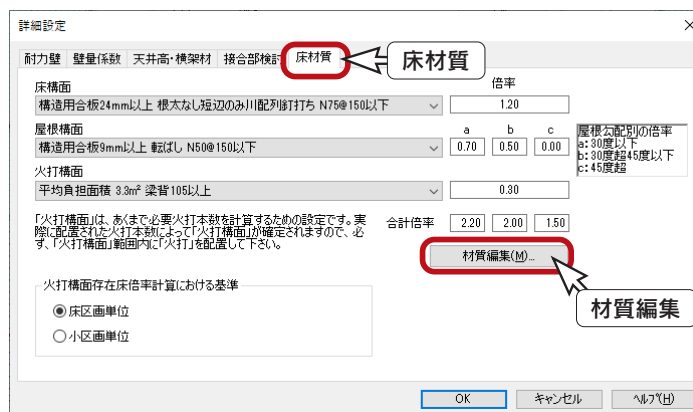 詳細設定
耐力壁 壁量係数 天井高・横架材 接合部検討 床材質
床材質
床構面 倍率
構造用合板24mm以上 根太なし短辺のみ川配列釘打ち N75@150以下 1.20
屋根構面 a b c 屋根勾配別の倍率
構造用合板9mm以上 転ばし N50@150以下 0.70 0.50 0.00 a:30度以下
b:30度超45度以下
c:45度超
火打構面
平均負担面積 3.3m² 梁背105以上 0.30
「火打構面」は、あくまで必要火打本数を計算するための設定です。実
際に配置された火打本数によって「火打構面」が確定されますので、必
ず、「火打構面」範囲内に「火打」を配置して下さい。
合計倍率 2.20 2.00 1.50
材質編集(M)...
材質編集
火打構面存在床倍率計算における基準
床区画単位
小区画単位
OK キャンセル ヘルプ(H)